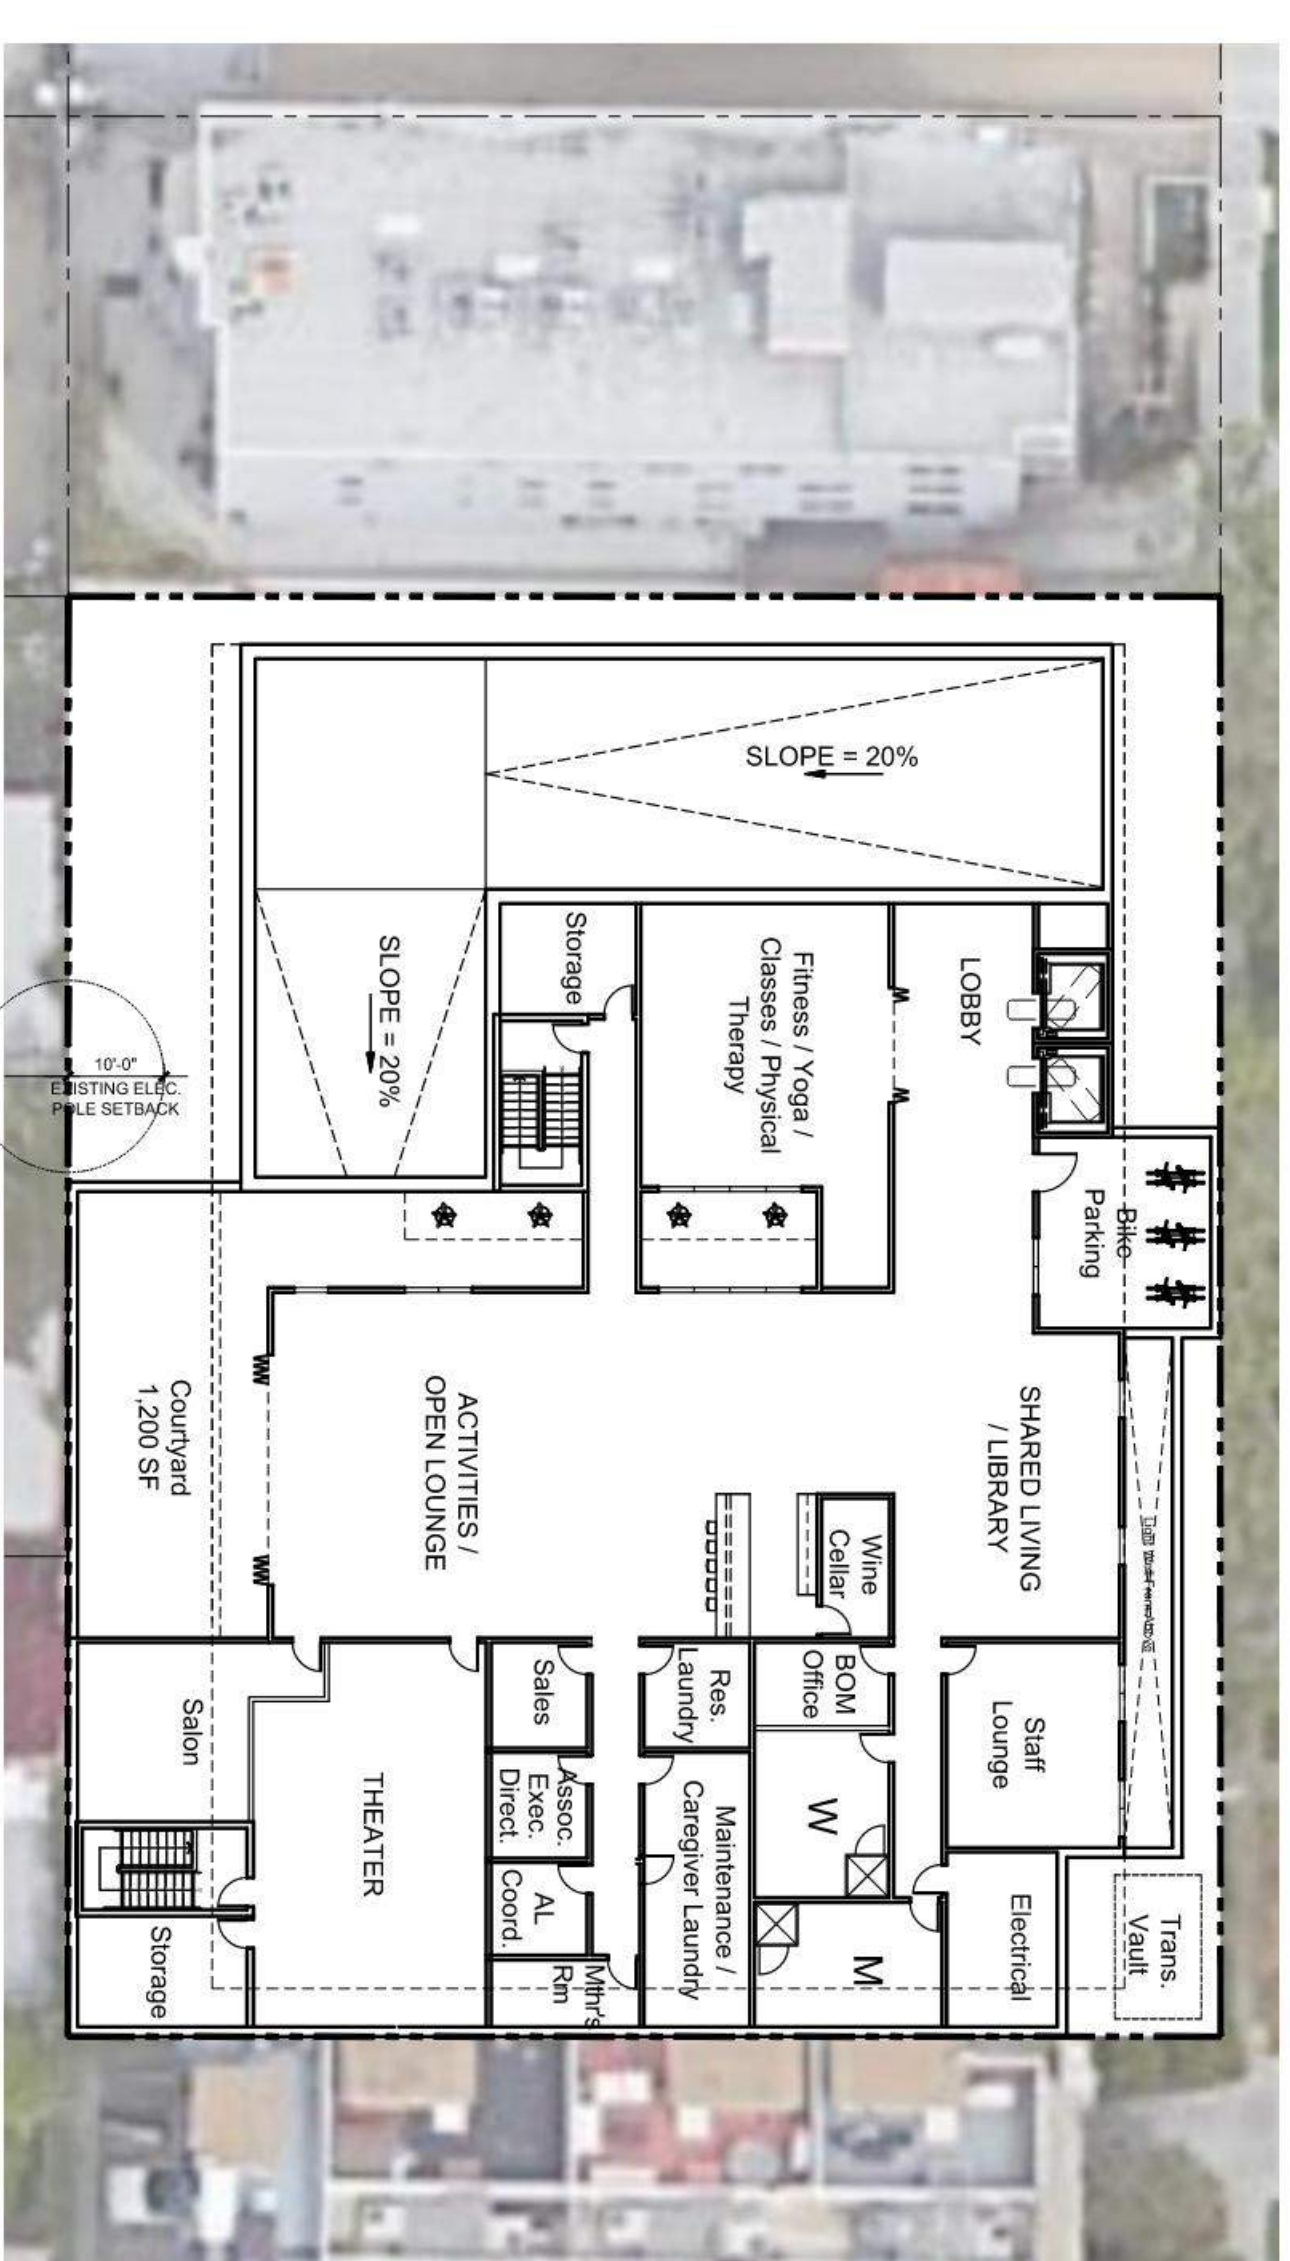 SLOPE = 20%
SLOPE = 20%
Storage
Fitness / Yoga /
Classes / Physical
Therapy
LOBBY
10'-0"
EXISTING ELEC.
POLE SETBACK
Bike
Parking
Courtyard
1,200 SF
ACTIVITIES /
OPEN LOUNGE
SHARED LIVING
/ LIBRARY
Wine
Cellar
Salon
THEATER
Sales
Assoc.
Exec.
Direct.
AL
Coord.
Mthr's
Rm
Res.
Laundry
Maintenance /
Caregiver Laundry
BOM
Office
W
M
Staff
Lounge
Electrical
Trans.
Vault
Storage